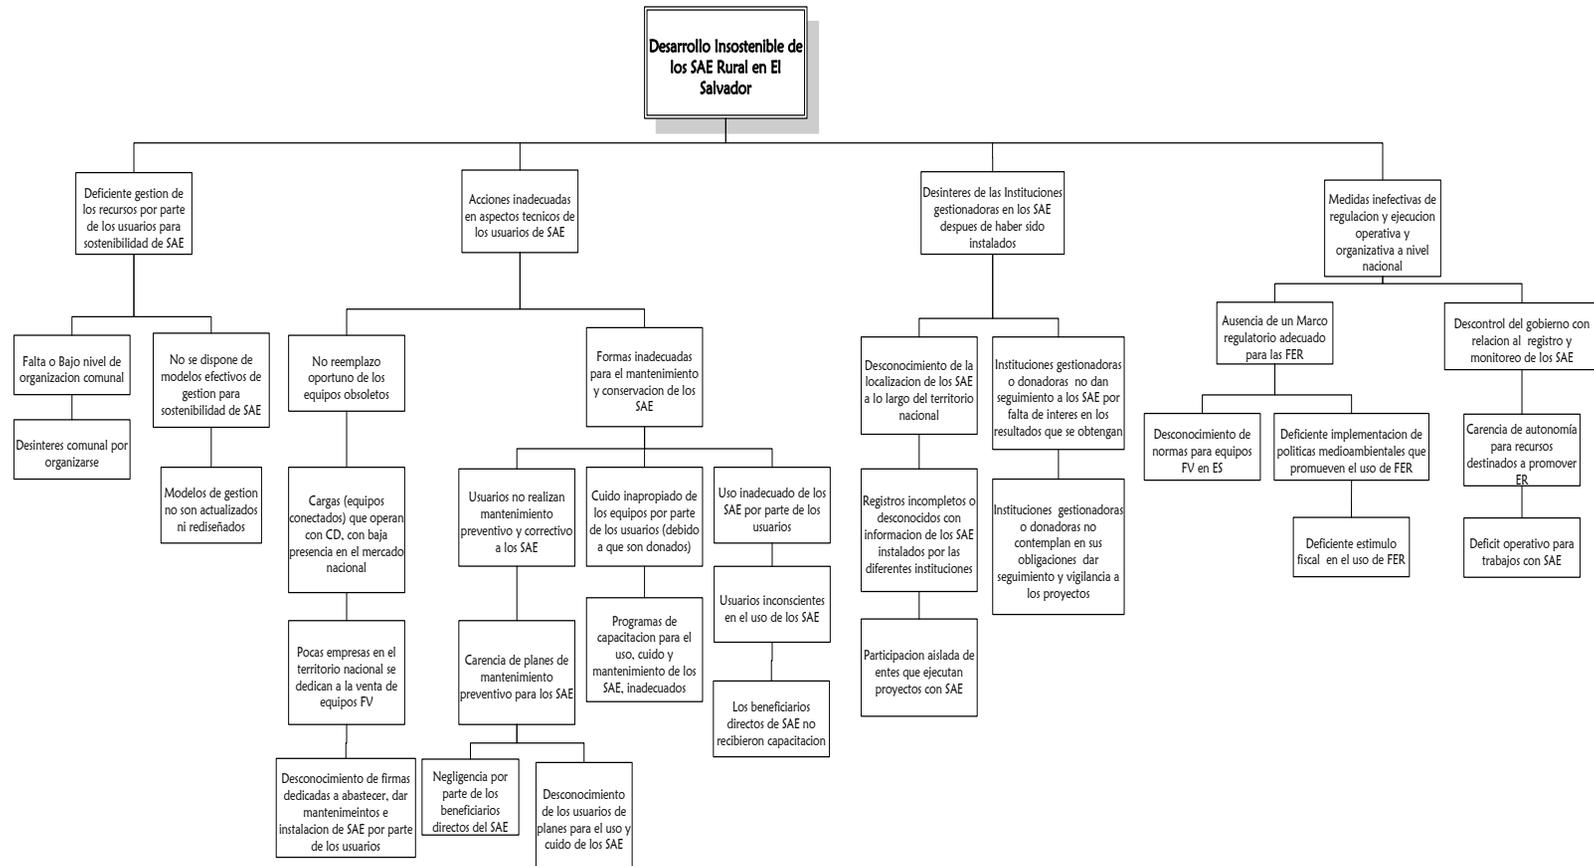 Desarrollo Insostenible de
los SAE Rural en El
Salvador
Deficiente gestion de
los recursos por parte
de los usuarios para
sostenibilidad de SAE
Acciones inadecuadas
en aspectos tecnicos de
los usuarios de SAE
Desinteres de las Instituciones
gestionadoras en los SAE
despues de haber sido
instalados
Medidas inefectivas de
regulacion y ejecucion
operativa y
organizativa a nivel
nacional
Falta o Bajo nivel de
organizacion comunal
No se dispone de
modelos efectivos de
gestion para
sostenibilidad de SAE
No reemplazo
oportuno de los
equipos obsoletos
Formas inadecuadas
para el mantenimiento
y conservacion de los
SAE
Desconocimiento de la
localizacion de los SAE
a lo largo del territorio
nacional
Instituciones gestionadoras
o donadoras no dan
seguimiento a los SAE por
falta de interes en los
resultados que se obtengan
Ausencia de un Marco
regulatorio adecuado
para las FER
Descontrol del gobierno con
relacion al registro y
monitoreo de los SAE
Desinteres comunal por
organizarse
Modelos de gestion
no son actualizados
ni rediseñados
Cargas (equipos
conectados) que operan
con CD, con baja
presencia en el mercado
nacional
Usuarios no realizan
mantenimiento
preventivo y correctivo
a los SAE
Cuido inapropiado de
los equipos por parte
de los usuarios (debido
a que son donados)
Uso inadecuado de los
SAE por parte de los
usuarios
Registros incompletos o
desconocidos con
informacion de los SAE
instalados por las
diferentes instituciones
Instituciones gestionadoras
o donadoras no
contemplan en sus
obligaciones dar
seguimiento y vigilancia a
los proyectos
Desconocimiento de
normas para equipos
FV en ES
Deficiente implementacion de
politicas medioambientales que
promueven el uso de FER
Carencia de autonomía
para recursos
destinados a promover
ER
Deficiente estimulo
fiscal en el uso de FER
Deficit operativo para
trabajos con SAE
Pocas empresas en el
territorio nacional se
dedican a la venta de
equipos FV
Carencia de planes de
mantenimiento
preventivo para los SAE
Programas de
capacitacion para el
uso, cuido y
mantenimiento de los
SAE, inadecuados
Usuarios inconscientes
en el uso de los SAE
Participacion aislada de
entes que ejecutan
proyectos con SAE
Los beneficiarios
directos de SAE no
recibieron capacitacion
Desconocimiento de firmas
dedicadas a abastecer, dar
mantenimeintos e
instalacion de SAE por parte
de los usuarios
Negligencia por
parte de los
beneficiarios
directos del SAE
Desconocimiento
de los usuarios de
planes para el uso y
cuido de los SAE